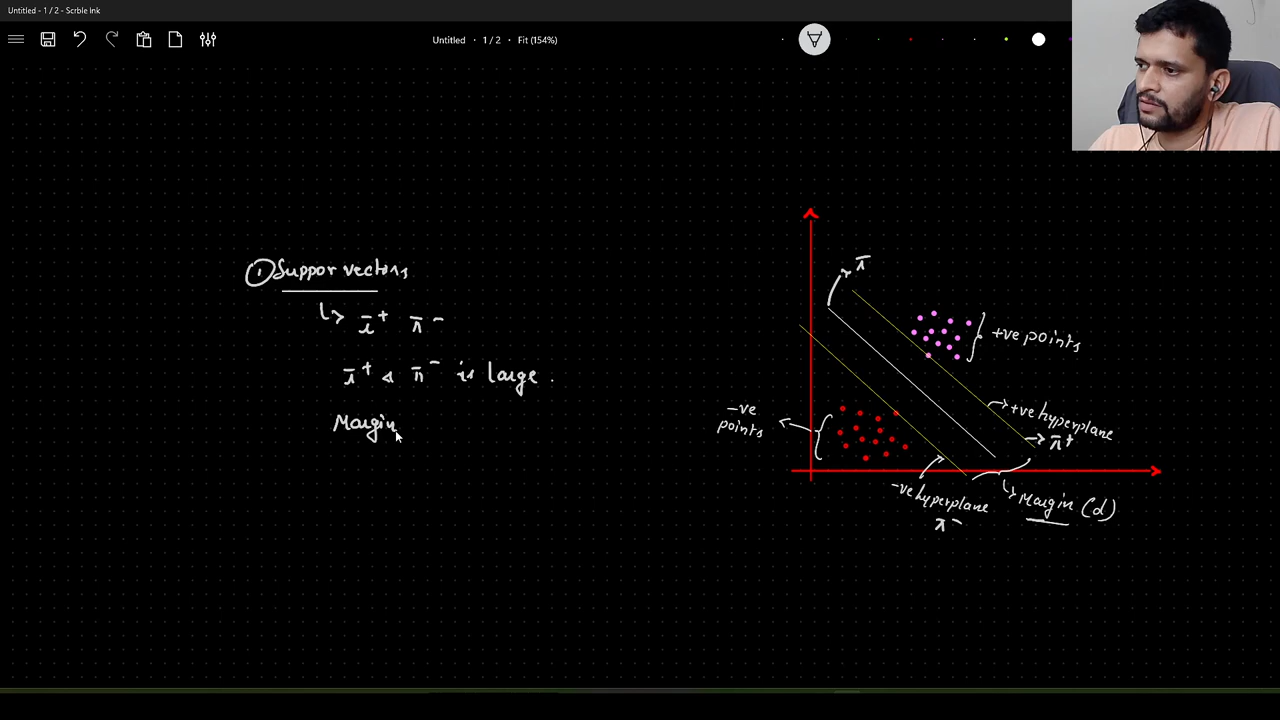 Untitled - 1 / 2 - Scrble Ink
Untitled · 1 / 2 · Fit (154%)
① Suppor vectors
↳ π⁺ π⁻
π⁺ & π⁻ is large .
Margin
π
+ve points
+ve hyperplane
π⁺
-ve
points
-ve hyperplane
π⁻
Margin (d)